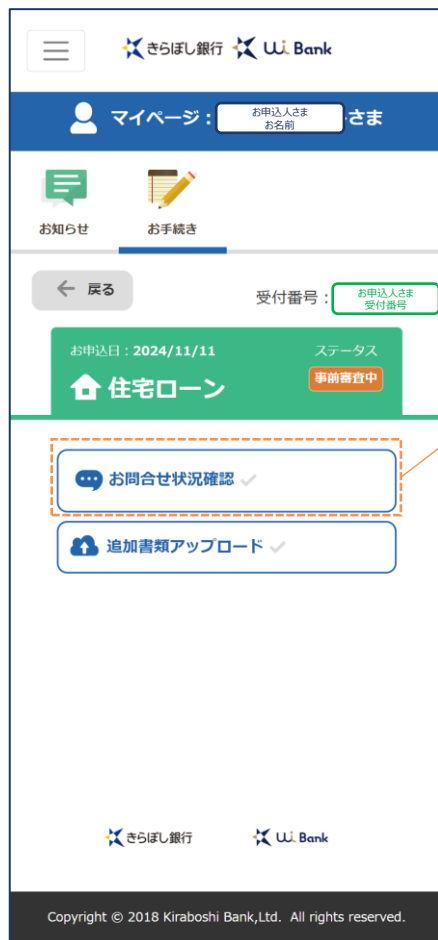 きらぼし銀行 UI Bank
マイページ： お申込人さま お名前 さま
お知らせ お手続き
戻る
受付番号： お申込人さま 受付番号
お申込日：2024/11/11 ステータス
住宅ローン 事前審査中
お問合せ状況確認
追加書類アップロード
きらぼし銀行 UI Bank
Copyright © 2018 Kiraboshi Bank,Ltd. All rights reserved.